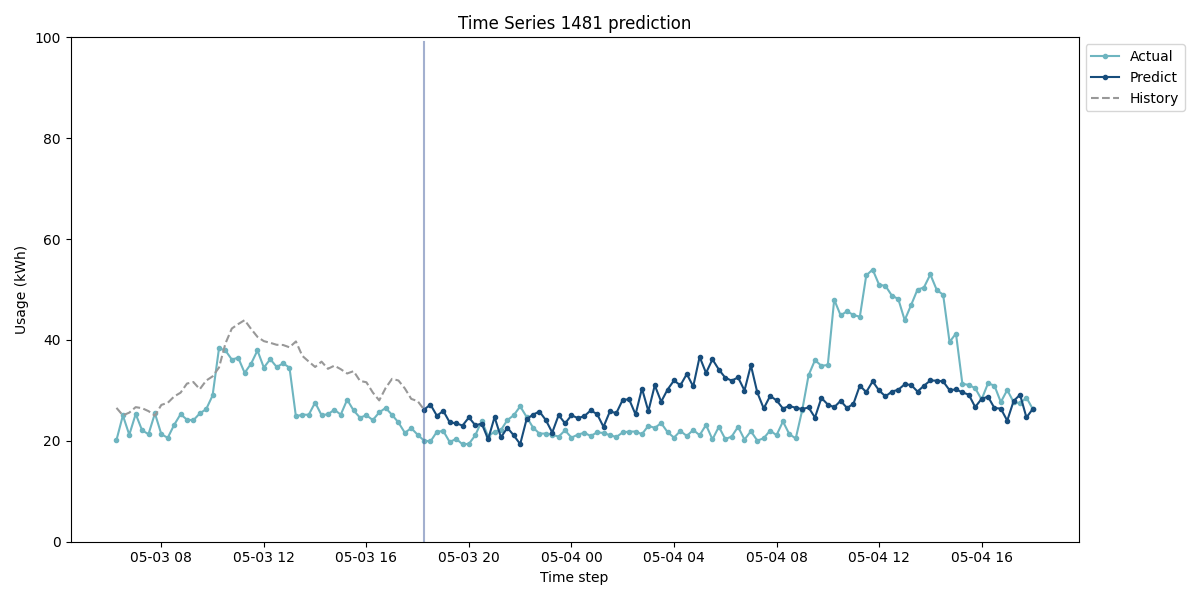 Time Series 1481 prediction
100
80
60
40
20
0
Usage (kWh)
05-03 08
05-03 12
05-03 16
05-03 20
05-04 00
05-04 04
05-04 08
05-04 12
05-04 16
Time step
Actual
Predict
History